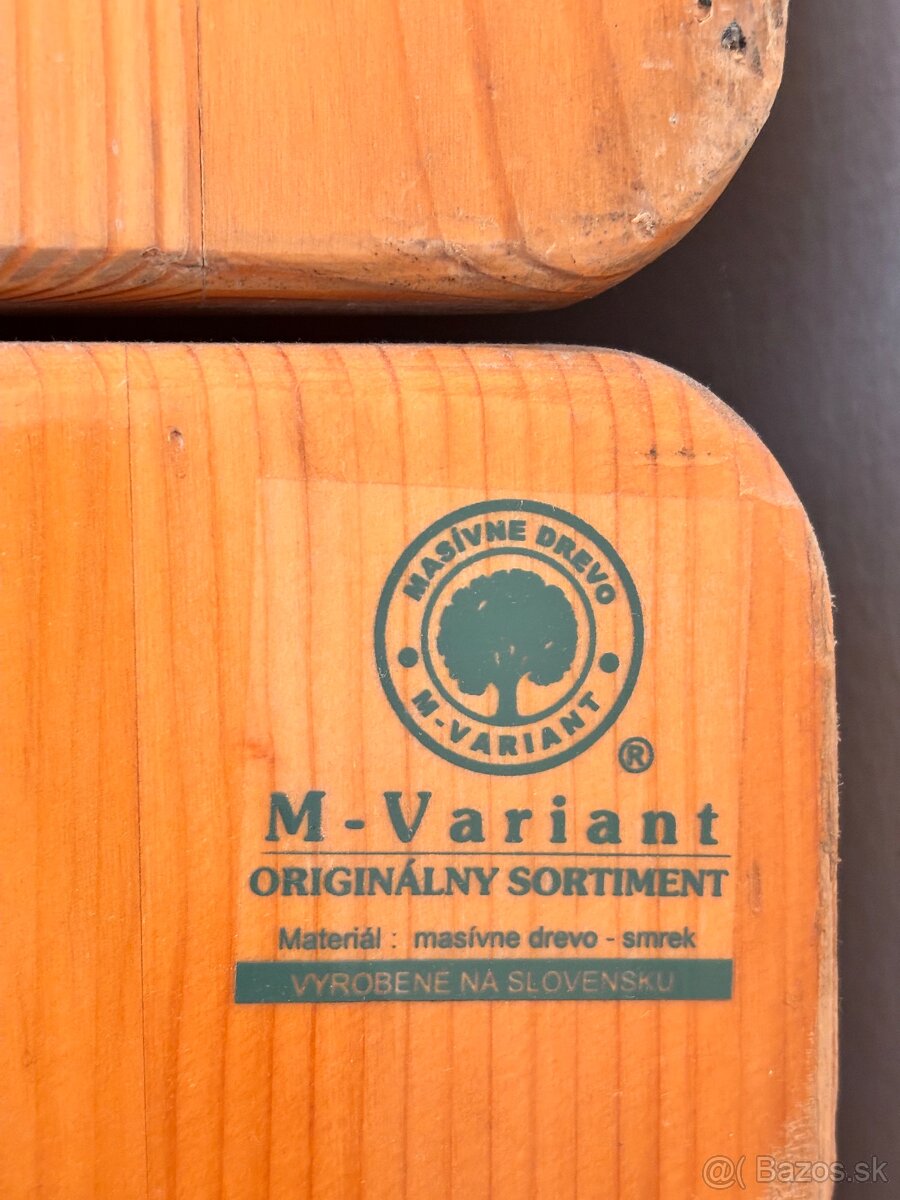 MASÍVNE DREVO
M-VARIANT
®
M-Variant
ORIGINÁLNY SORTIMENT
Materiál : masívne drevo - smrek
VYROBENÉ NA SLOVENSKU
@( Bazos.sk